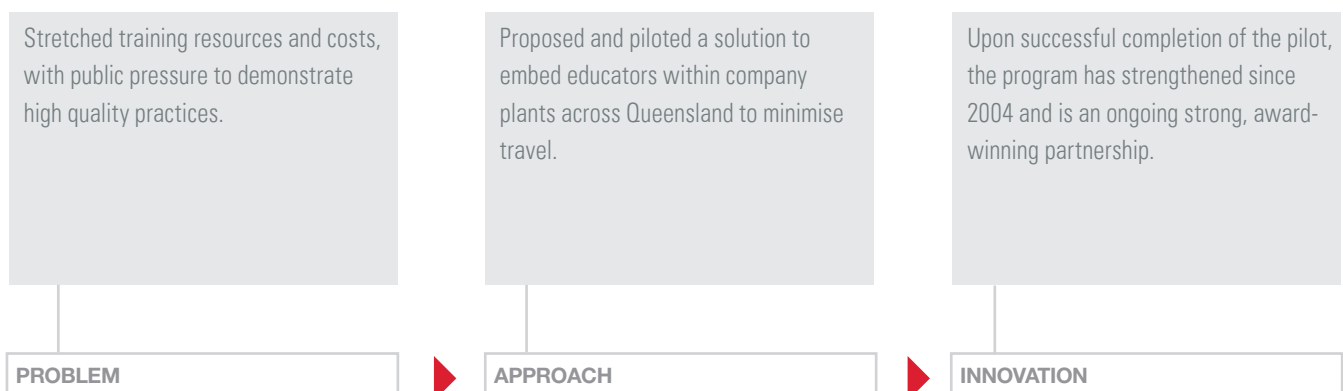 Stretched training resources and costs,
with public pressure to demonstrate
high quality practices.
PROBLEM
Proposed and piloted a solution to
embed educators within company
plants across Queensland to minimise
travel.
APPROACH
Upon successful completion of the pilot,
the program has strengthened since
2004 and is an ongoing strong, award-
winning partnership.
INNOVATION